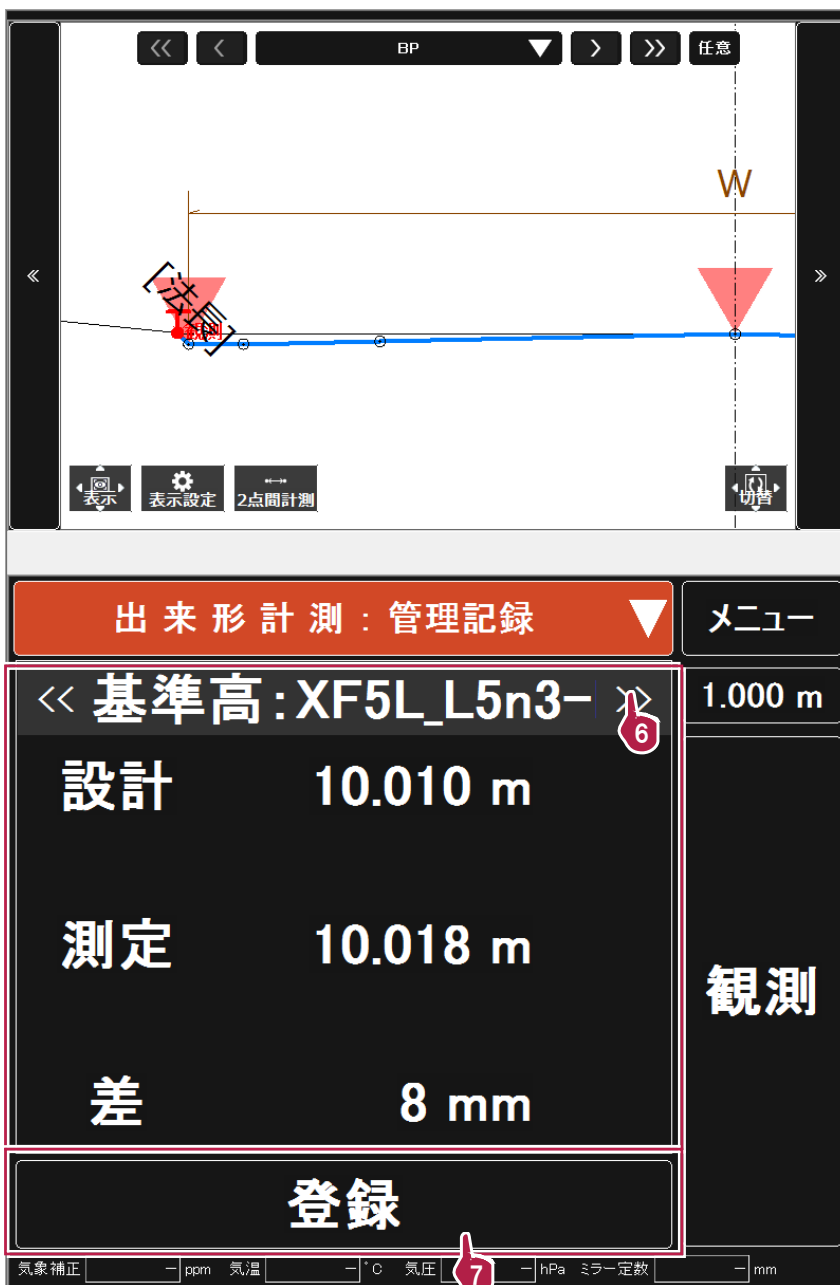 << < BP ▼ > >> 任意
W
«
»
[法長]
観測
表示
表示設定
2点間計測
切替
出来形計測:管理記録 ▼
メニュー
<< 基準高:XF5L_L5n3- >>
1.000 m
6
設計 10.010 m
測定 10.018 m
観測
差 8 mm
登録
7
気象補正 - ppm 気温 - °C 気圧 - hPa ミラー定数 - mm